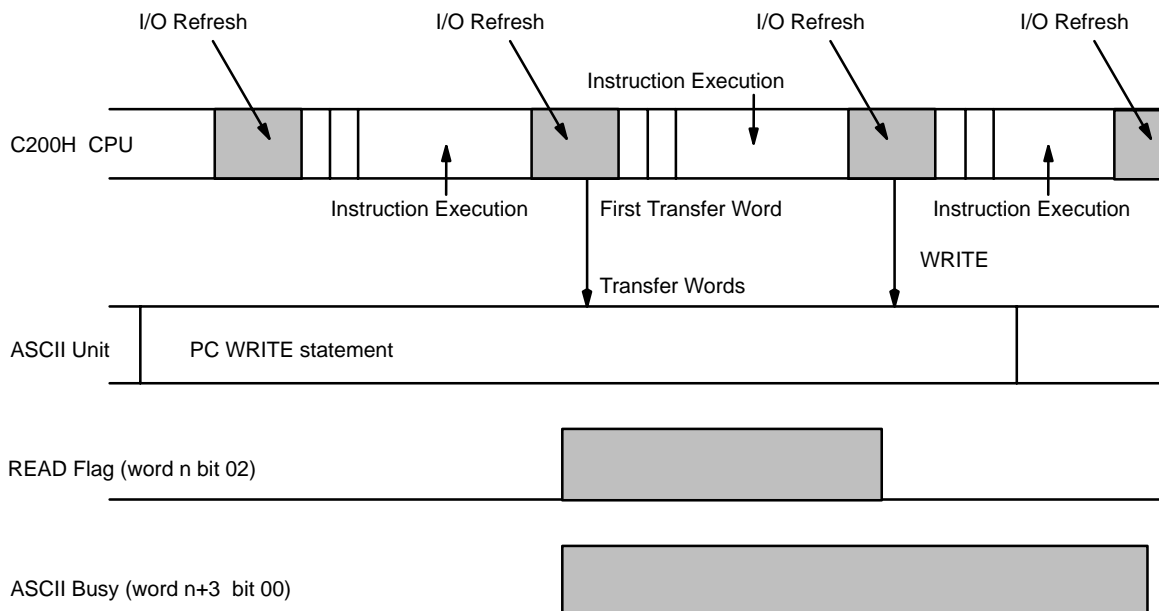 I/O Refresh I/O Refresh I/O Refresh I/O Refresh
Instruction Execution
C200H CPU
Instruction Execution First Transfer Word Instruction Execution
WRITE
Transfer Words
ASCII Unit PC WRITE statement
READ Flag (word n bit 02)
ASCII Busy (word n+3 bit 00)